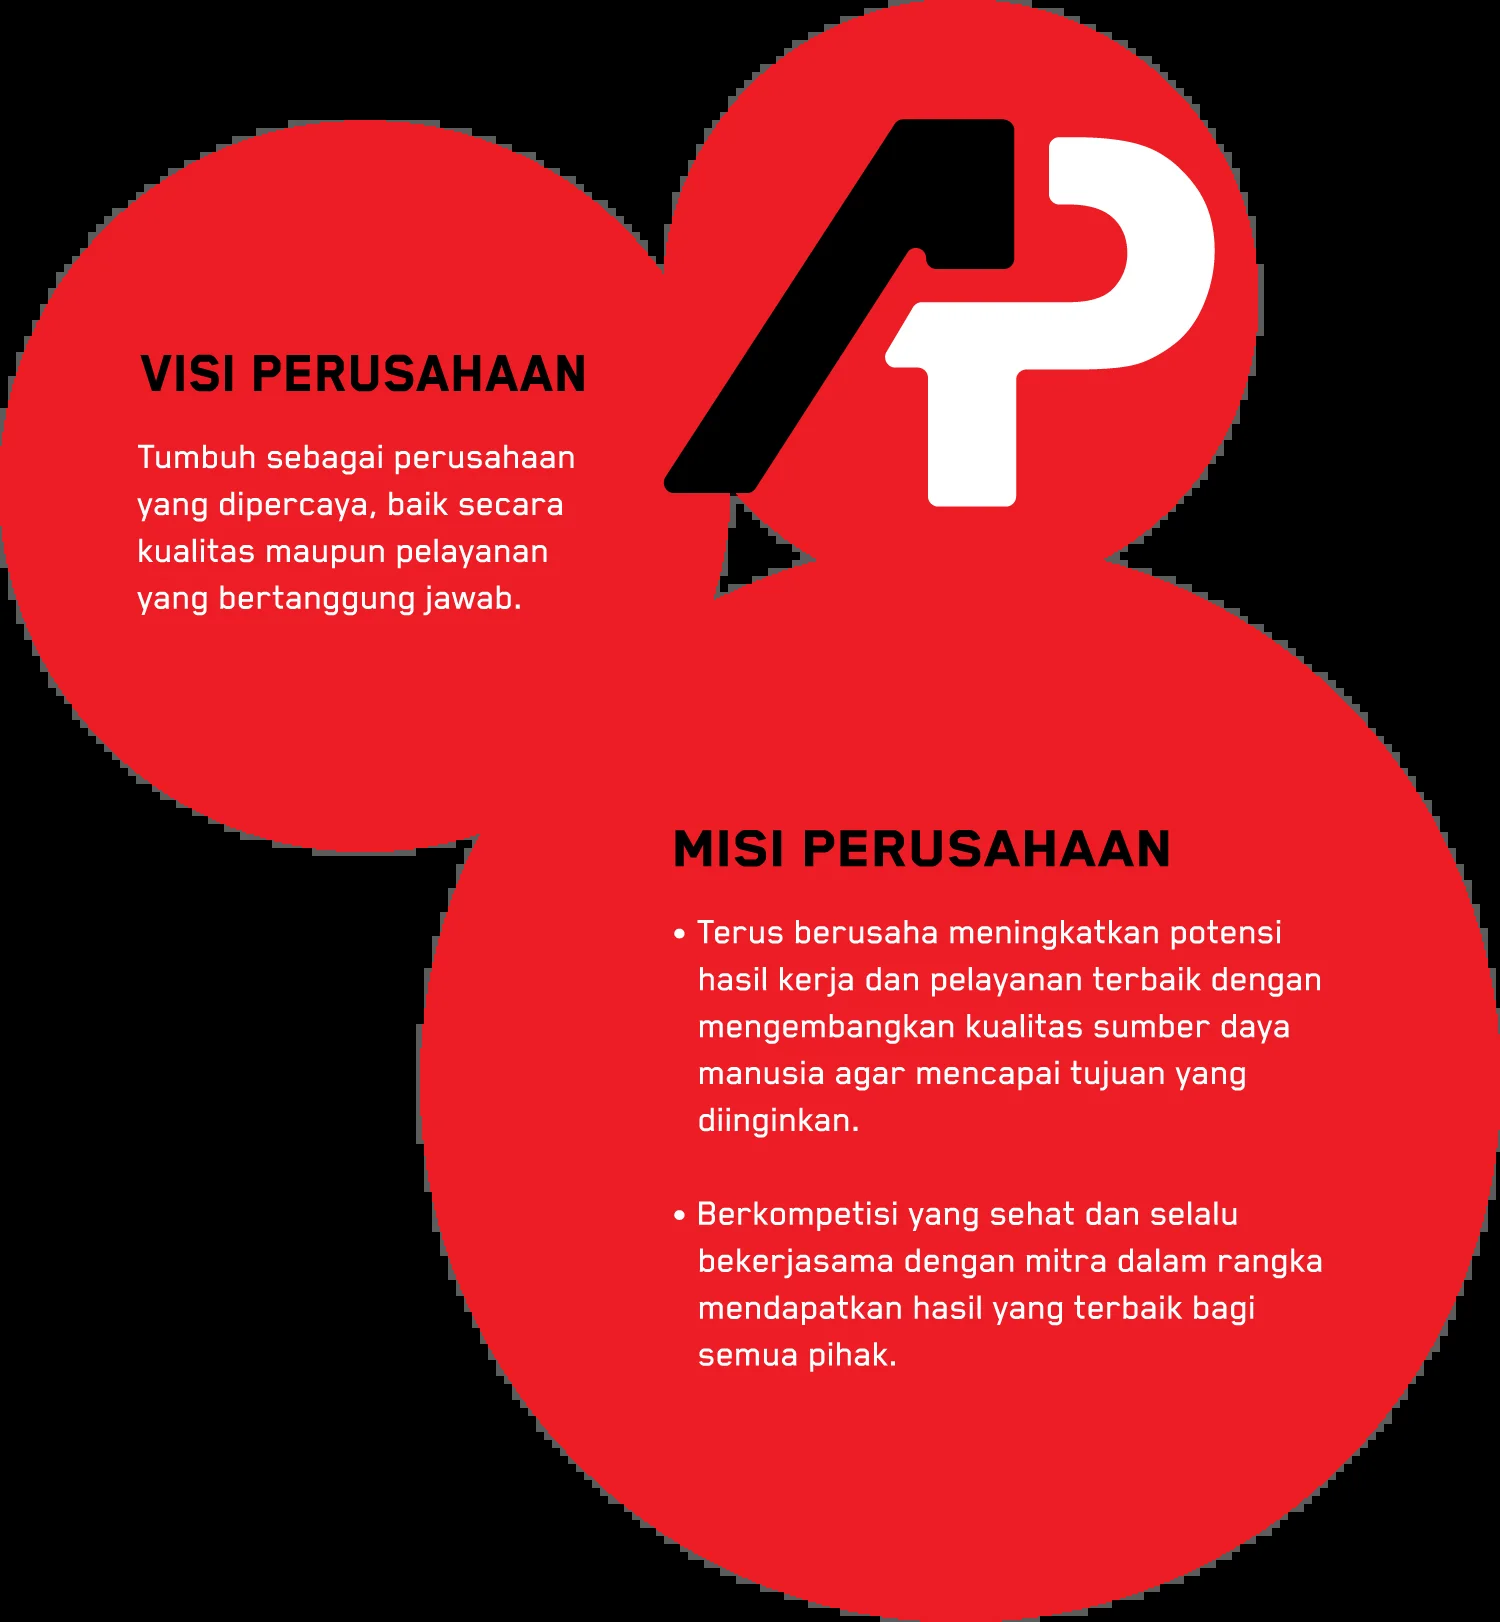 AP
VISI PERUSAHAAN
Tumbuh sebagai perusahaan
yang dipercaya, baik secara
kualitas maupun pelayanan
yang bertanggung jawab.
MISI PERUSAHAAN
• Terus berusaha meningkatkan potensi
hasil kerja dan pelayanan terbaik dengan
mengembangkan kualitas sumber daya
manusia agar mencapai tujuan yang
diinginkan.
• Berkompetisi yang sehat dan selalu
bekerjasama dengan mitra dalam rangka
mendapatkan hasil yang terbaik bagi
semua pihak.